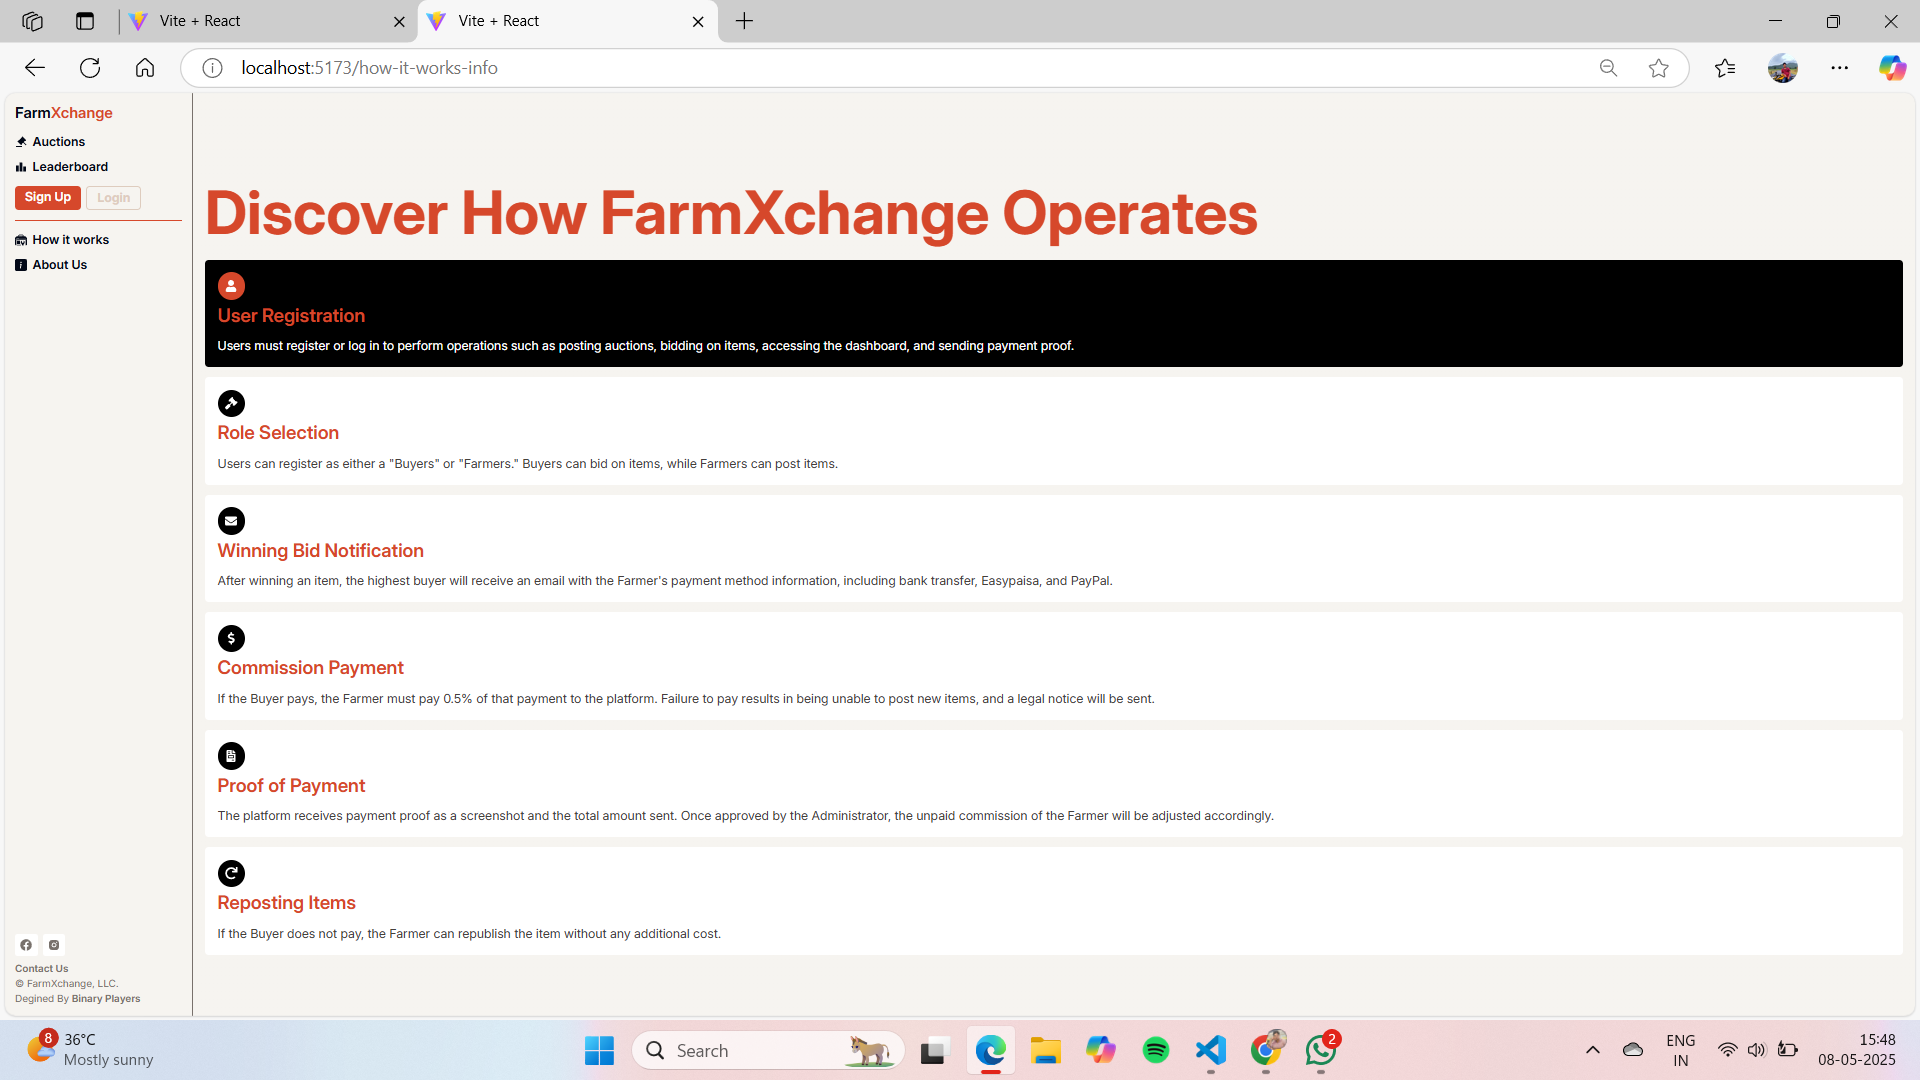 Vite + React
Vite + React
localhost:5173/how-it-works-info
FarmXchange
Auctions
Leaderboard
Sign Up Login
How it works
About Us
Discover How FarmXchange Operates
User Registration
Users must register or log in to perform operations such as posting auctions, bidding on items, accessing the dashboard, and sending payment proof.
Role Selection
Users can register as either a "Buyers" or "Farmers." Buyers can bid on items, while Farmers can post items.
Winning Bid Notification
After winning an item, the highest buyer will receive an email with the Farmer's payment method information, including bank transfer, Easypaisa, and PayPal.
Commission Payment
If the Buyer pays, the Farmer must pay 0.5% of that payment to the platform. Failure to pay results in being unable to post new items, and a legal notice will be sent.
Proof of Payment
The platform receives payment proof as a screenshot and the total amount sent. Once approved by the Administrator, the unpaid commission of the Farmer will be adjusted accordingly.
Reposting Items
If the Buyer does not pay, the Farmer can republish the item without any additional cost.
Contact Us
© FarmXchange, LLC.
Degined By Binary Players
8
36°C
Mostly sunny
Search
2
ENG
IN
15:48
08-05-2025